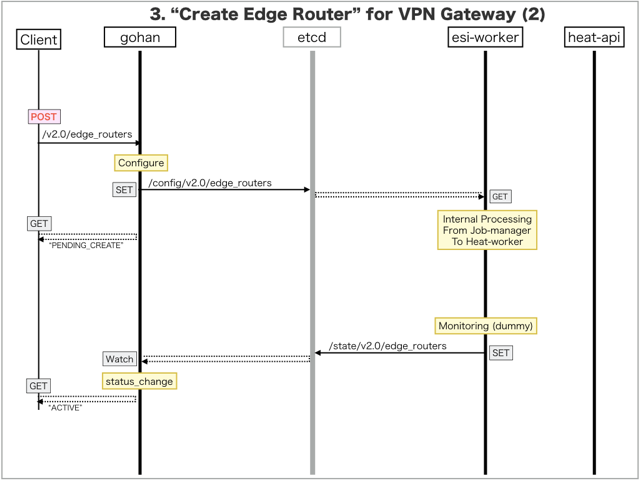 3. “Create Edge Router” for VPN Gateway (2)
Client
gohan
etcd
esi-worker
heat-api
POST
/v2.0/edge_routers
Configure
SET
/config/v2.0/edge_routers
GET
Internal Processing
From Job-manager
To Heat-worker
GET
“PENDING_CREATE”
Monitoring (dummy)
/state/v2.0/edge_routers
SET
Watch
status_change
GET
“ACTIVE”